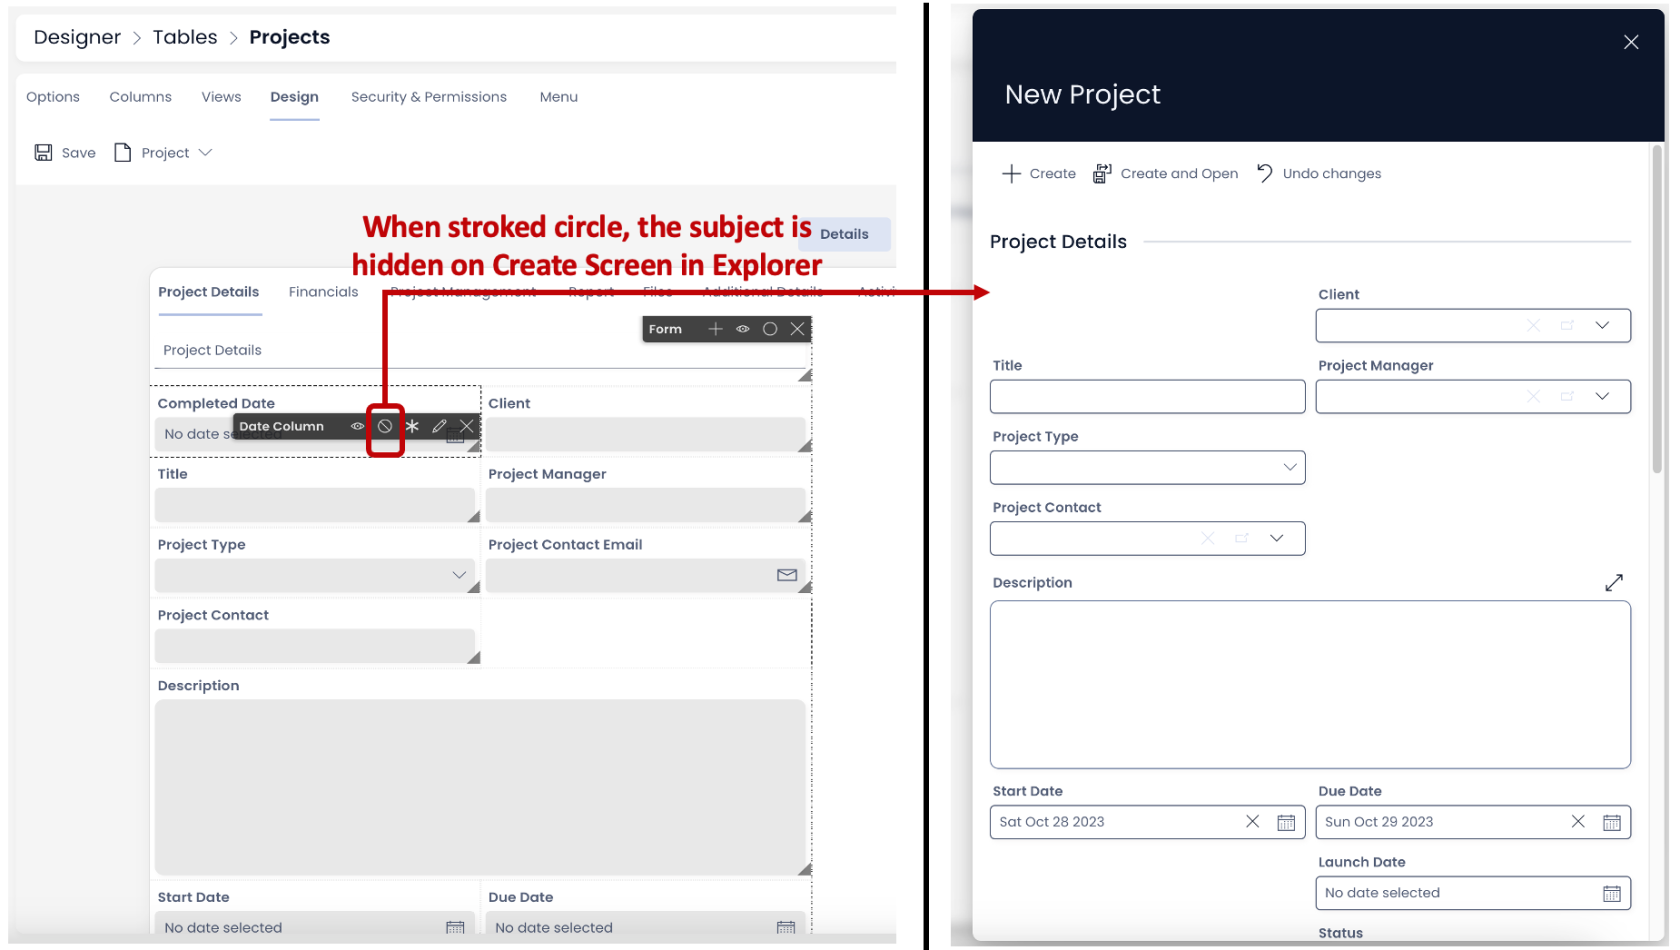 Designer > Tables > Projects
Options Columns Views Design Security & Permissions Menu
Save Project
When stroked circle, the subject is
hidden on Create Screen in Explorer
Details
Project Details Financials Project Management Report Files Additional Details Activi
Form
Project Details
Completed Date
Client
Date Column
No date selected
Title
Project Manager
Project Type
Project Contact Email
Project Contact
Description
Start Date
Due Date
No date selected
No date selected
New Project
Create Create and Open Undo changes
Project Details
Client
Title
Project Manager
Project Type
Project Contact
Description
Start Date
Due Date
Sat Oct 28 2023
Sun Oct 29 2023
Launch Date
No date selected
Status